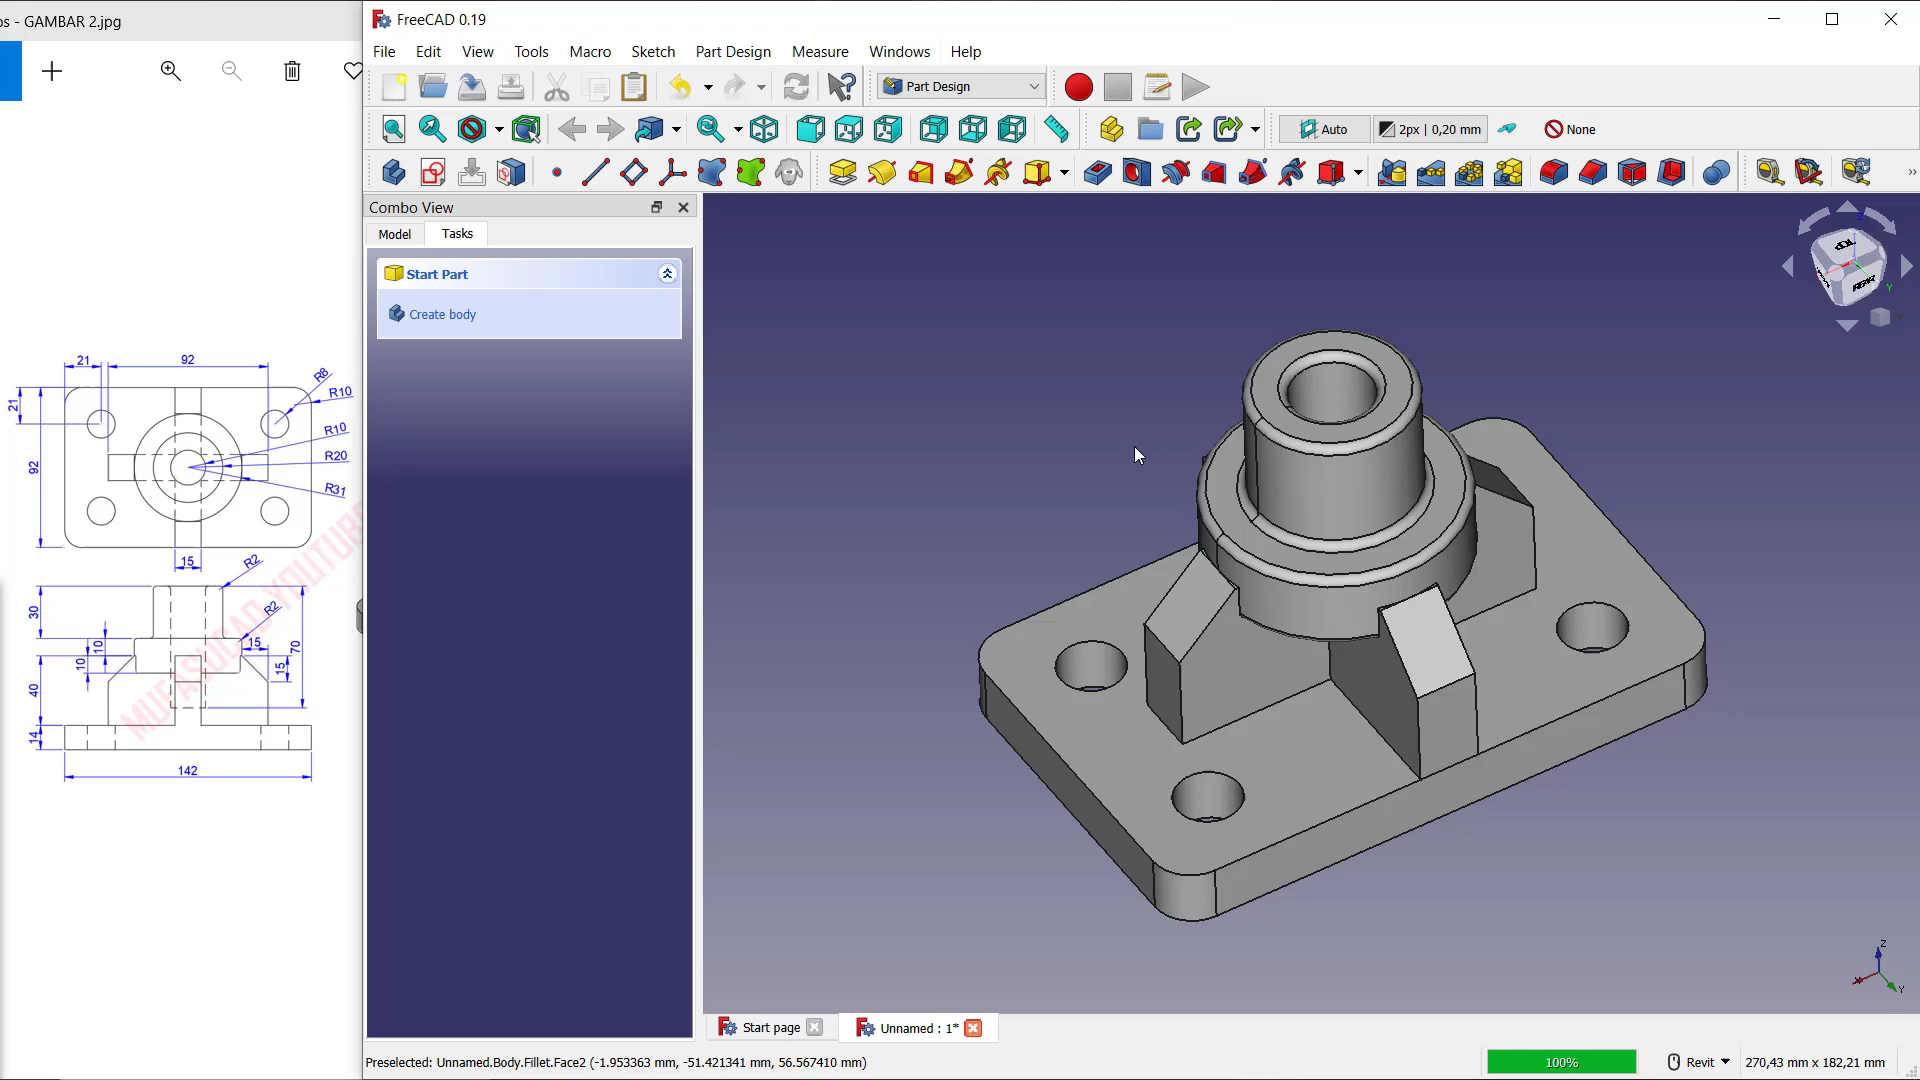 os - GAMBAR 2.jpg
FreeCAD 0.19
File Edit View Tools Macro Sketch Part Design Measure Windows Help
Part Design
Auto
2px | 0,20 mm
None
Combo View
Model
Tasks
Start Part
Create body
TOP
REAR
Z
Y
21
92
R8
R10
21
R10
R20
92
R31
15
R2
30
R2
10
15
70
10
15
40
14
142
MUFASUCAD YOUTUBE
Z
X
Y
Start page
Unnamed : 1*
Preselected: Unnamed.Body.Fillet.Face2 (-1.953363 mm, -51.421341 mm, 56.567410 mm)
100%
Revit
270,43 mm x 182,21 mm